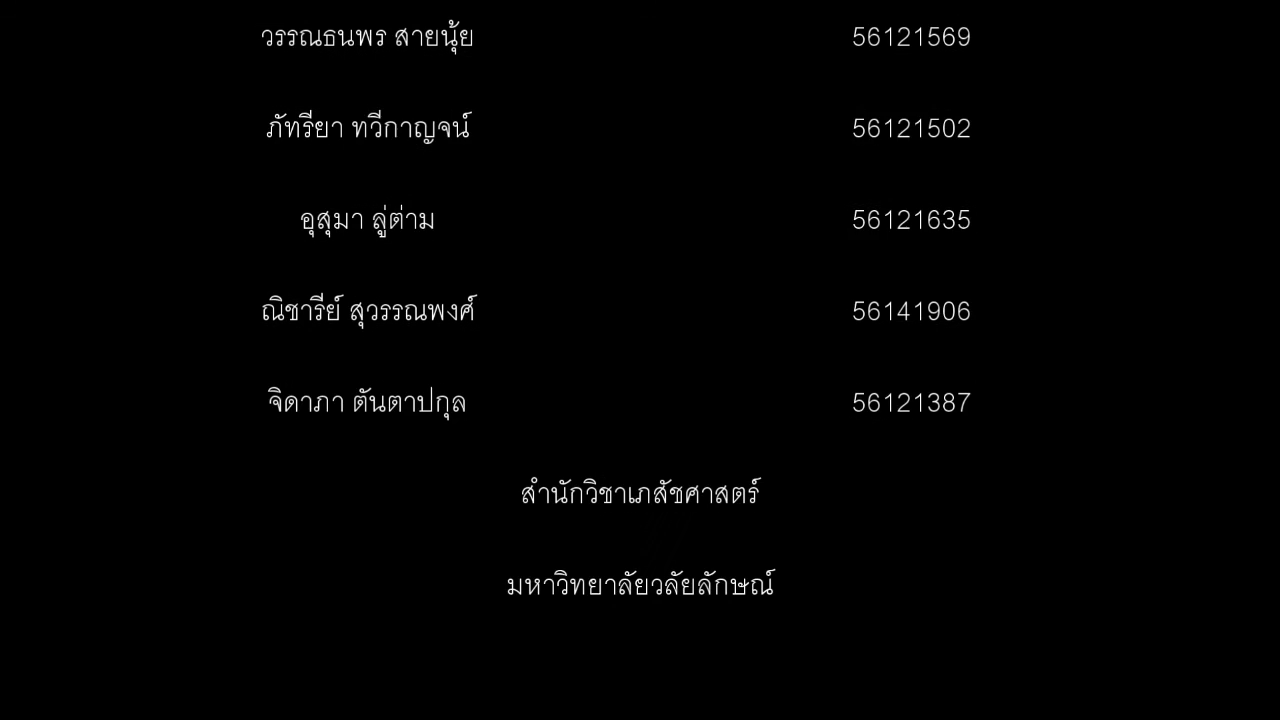 วรรณธนพร สายนุ้ย 56121569
ภัทรียา ทวีกาญจน์ 56121502
อุสุมา ลู่ต่าม 56121635
ณิชารีย์ สุวรรณพงศ์ 56141906
จิดาภา ตันตาปกุล 56121387
สำนักวิชาเภสัชศาสตร์
มหาวิทยาลัยวลัยลักษณ์